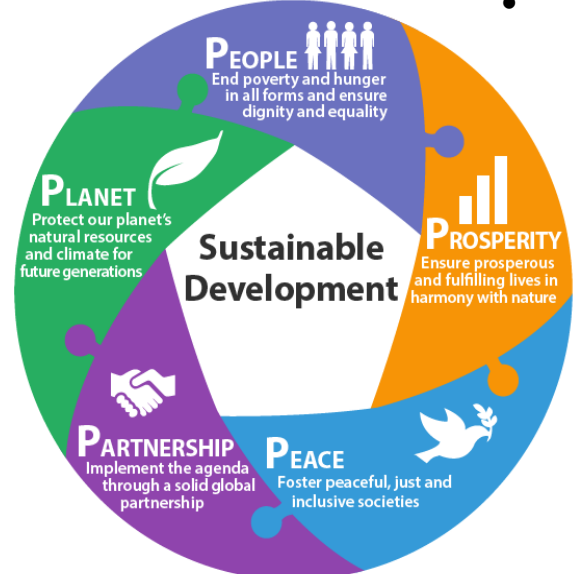 PEOPLE
End poverty and hunger
in all forms and ensure
dignity and equality
PLANET
Protect our planet's
natural resources
and climate for
future generations
Sustainable
Development
PROSPERITY
Ensure prosperous
and fulfilling lives in
harmony with nature
PARTNERSHIP
Implement the agenda
through a solid global
partnership
PEACE
Foster peaceful, just and
inclusive societies